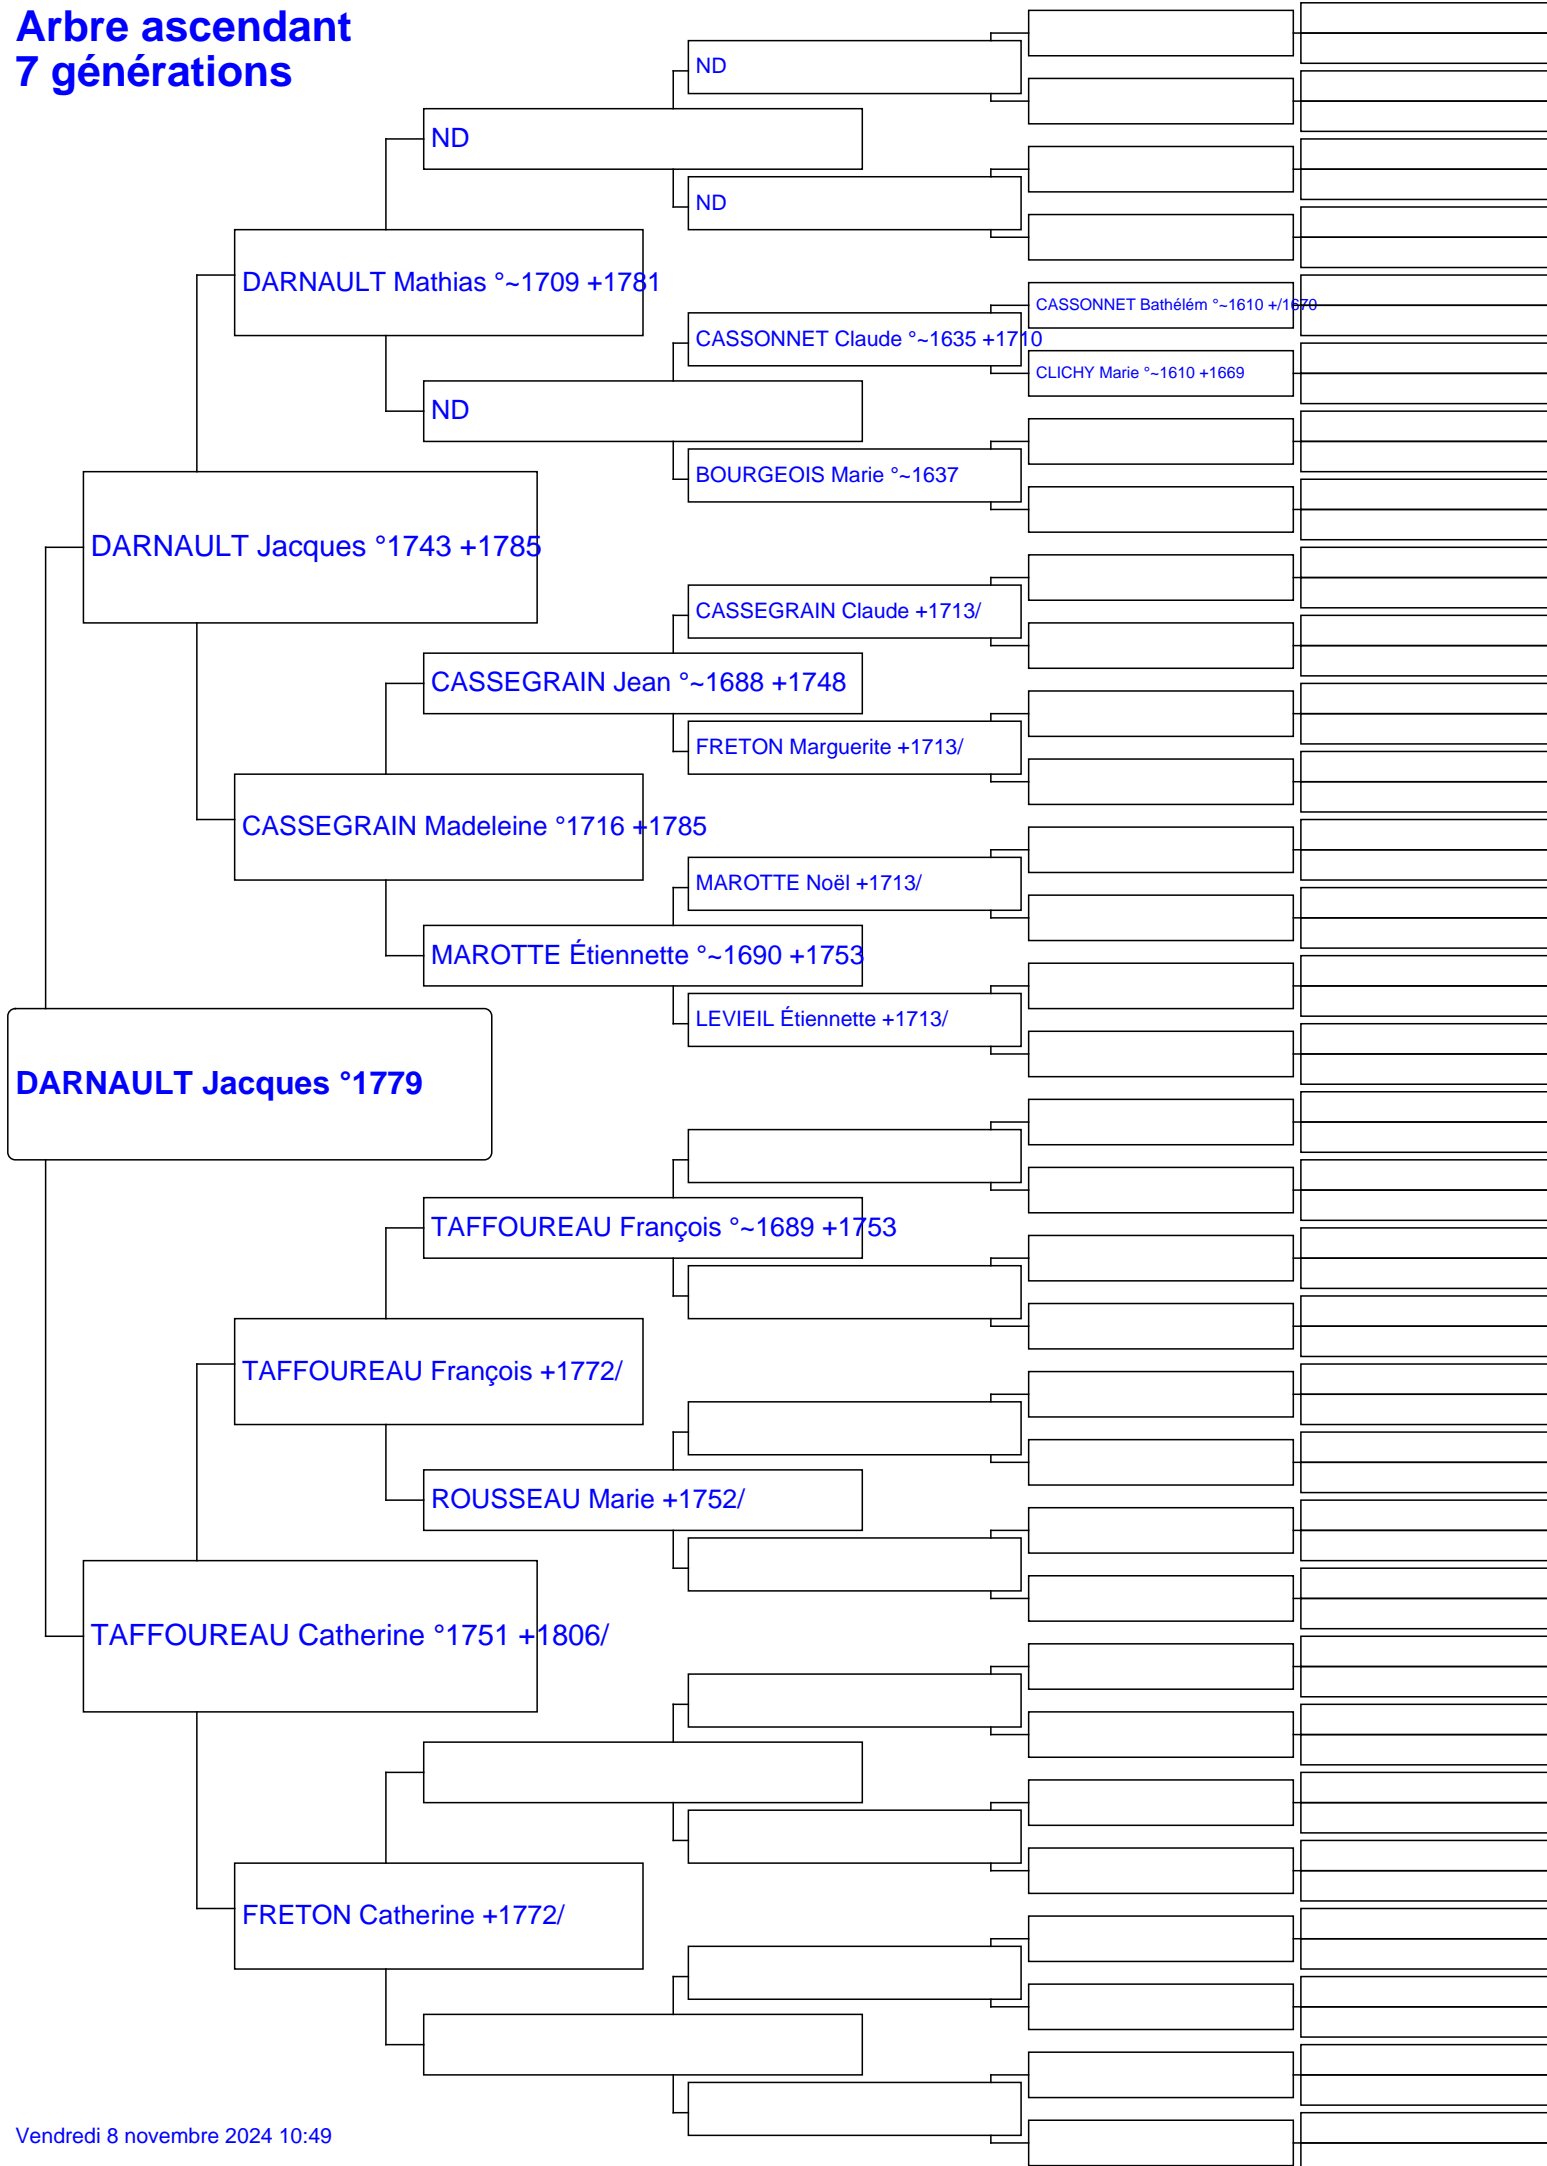 Arbre ascendant
7 générations
ND
ND
ND
DARNAULT Mathias °~1709 +1781
CASSONNET Bathélém °~1610 +/1670
CASSONNET Claude °~1635 +1710
CLICHY Marie °~1610 +1669
ND
BOURGEOIS Marie °~1637
DARNAULT Jacques °1743 +1785
CASSEGRAIN Claude +1713/
CASSEGRAIN Jean °~1688 +1748
FRETON Marguerite +1713/
CASSEGRAIN Madeleine °1716 +1785
MAROTTE Noël +1713/
MAROTTE Étiennette °~1690 +1753
LEVIEIL Étiennette +1713/
DARNAULT Jacques °1779
TAFFOUREAU François °~1689 +1753
TAFFOUREAU François +1772/
ROUSSEAU Marie +1752/
TAFFOUREAU Catherine °1751 +1806/
FRETON Catherine +1772/
Vendredi 8 novembre 2024 10:49